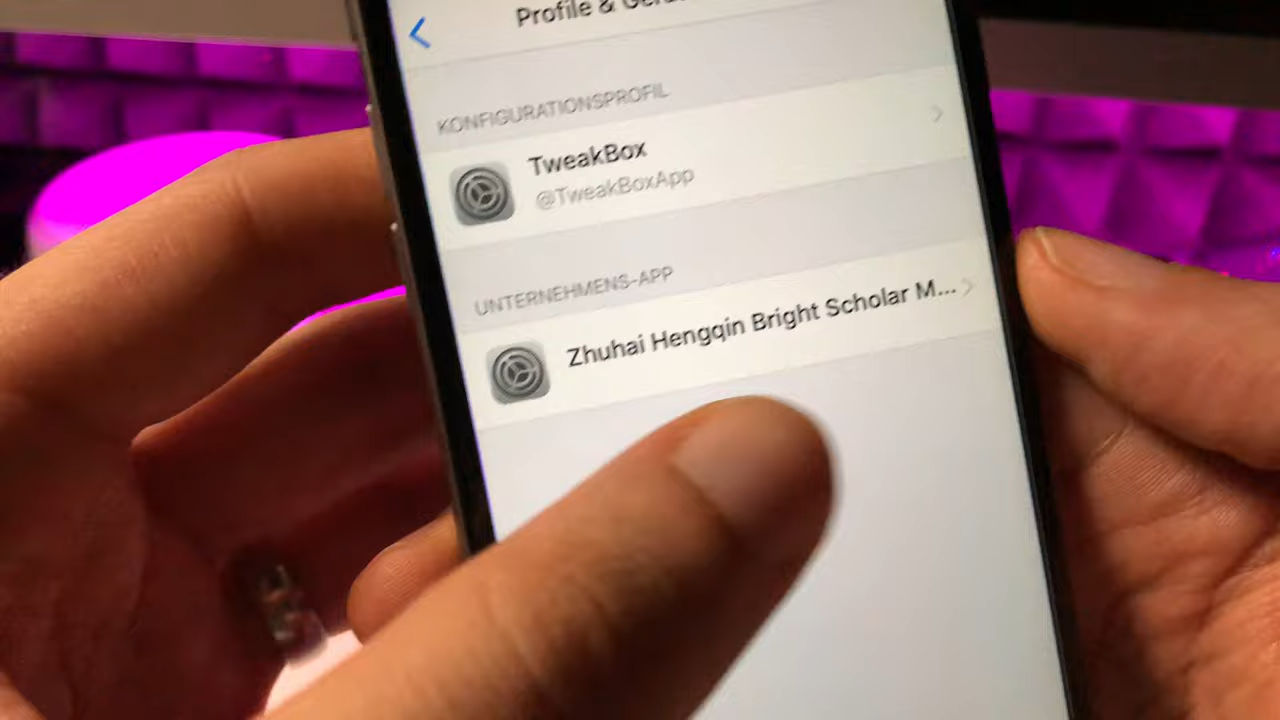 Profile &
KONFIGURATIONSPROFIL
TweakBox
@TweakBoxApp
UNTERNEHMENS-APP
Zhuhai Hengqin Bright Scholar M...